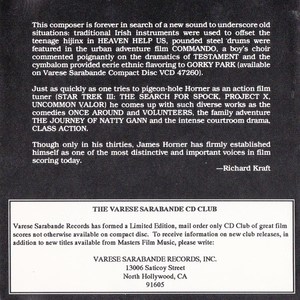 This composer is forever in search of a new sound to underscore old
situations: traditional Irish instruments were used to offset the
teenage hijinx in HEAVEN HELP US, pounded steel drums were
featured in the urban adventure film COMMANDO, a boy's choir
commented poignantly on the dramatics of TESTAMENT and the
cymbalom provided eerie ethnic flavoring to GORKY PARK (available
on Varese Sarabande Compact Disc VCD 47260).
Just as quickly as one tries to pigeon-hole Horner as an action film
tuner (STAR TREK III: THE SEARCH FOR SPOCK, PROJECT X,
UNCOMMON VALOR) he comes up with such diverse works as the
comedies ONCE AROUND and VOLUNTEERS, the family adventure
THE JOURNEY OF NATTY GANN and the intense courtroom drama,
CLASS ACTION.
Though only in his thirties, James Horner has firmly established
himself as one of the most distinctive and important voices in film
scoring today.
—Richard Kraft
THE VARESE SARABANDE CD CLUB
Varese Sarabande Records has formed a Limited Edition, mail order only CD Club of great film
scores not otherwise available on compact disc. To receive information on new club releases, in
addition to new titles available from Masters Film Music, please write:
VARESE SARABANDE RECORDS, INC.
13006 Saticoy Street
North Hollywood, CA
91605